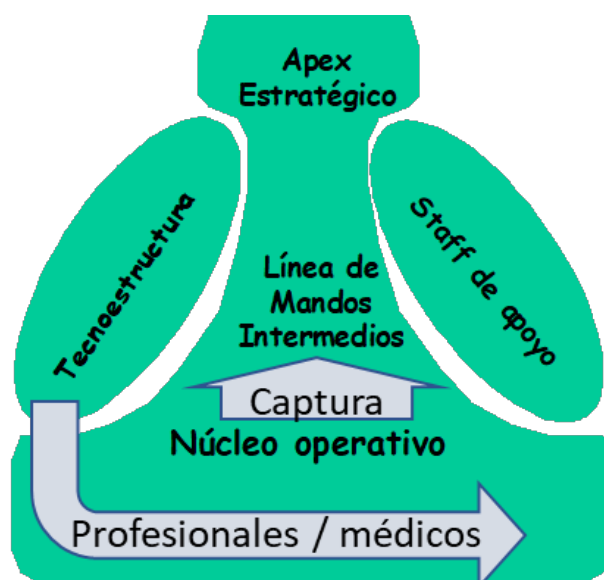 Apex
Estratégico
Tecnoestructura
Staff de apoyo
Línea de
Mandos
Intermedios
Captura
Núcleo operativo
Profesionales / médicos